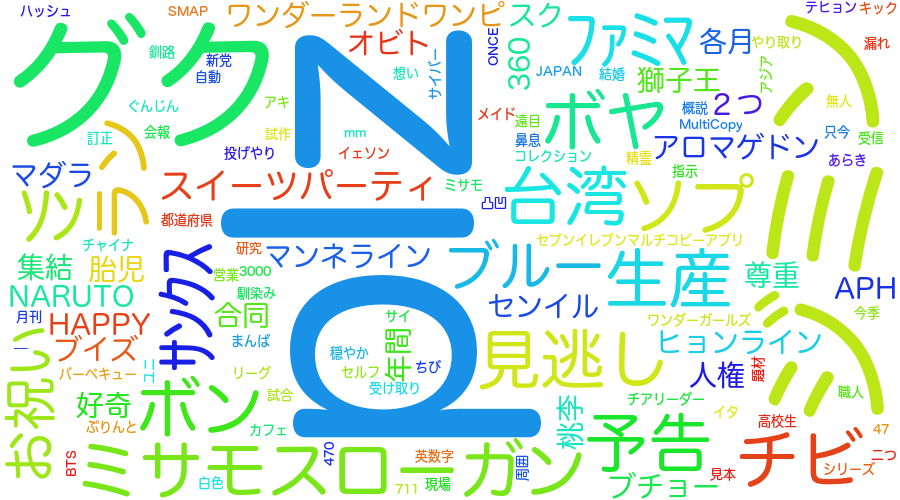 ハッシュ
SMAP
ワンダーランドワンピ
スク
テヒョン
キック
グク
釧路
新党
自動
オビト
想い
サイバー
ONCE
360
ファミマ
各月
やり取り
漏れ
JAPAN
結婚
獅子王
アジア
無人
ぐんじん
アキ
メイド
遠目
ボヤ
概説
2つ
MultiCopy
只今
受信
訂正
会報
試作
mm
鼻息
アロマゲドン
投げやり
イェソン
コレクション
精霊
あらき
マダラ
ラン
スイーツパーティ
ミサモ
指示
ソン
都道府県
凸凹
台湾
ソプ
チャイナ
研究
マンネライン
セブンイレブンマルチコピーアプリ
集結
胎児
サックス
営業
3000
ブルー
生産
尊重
NARUTO
馴染み
センイル
APH
月刊
HAPPY
合同
サイ
ワンダーガールズ
今季
一
ブイズ
まんぱ
年間
ヒョンライン
お祝い
ユニ
穏やか
ちび
見逃し
人権
題材
バーベキュー
リーグ
セルフ
受け取り
好奇
ボン
試合
桃李
チアリーダー
職人
ぷりんと
カフェ
予告
イタ
高校生
47
BTS
ミサモスローガン
470
英数字
周囲
チビ
二つ
白色
711
現場
ブチョー
見本
シリーズ